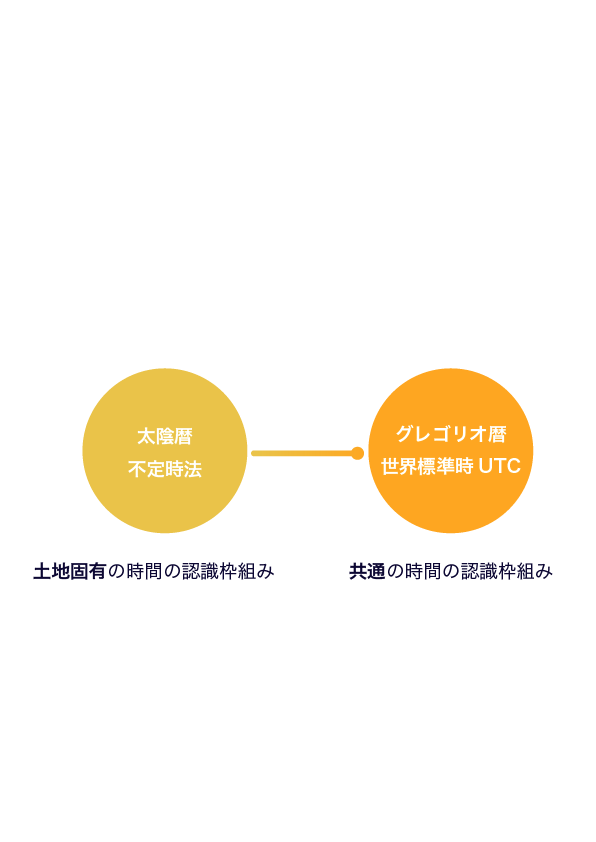 太陰暦
不定時法
グレゴリオ暦
世界標準時 UTC
土地固有の時間の認識枠組み
共通の時間の認識枠組み